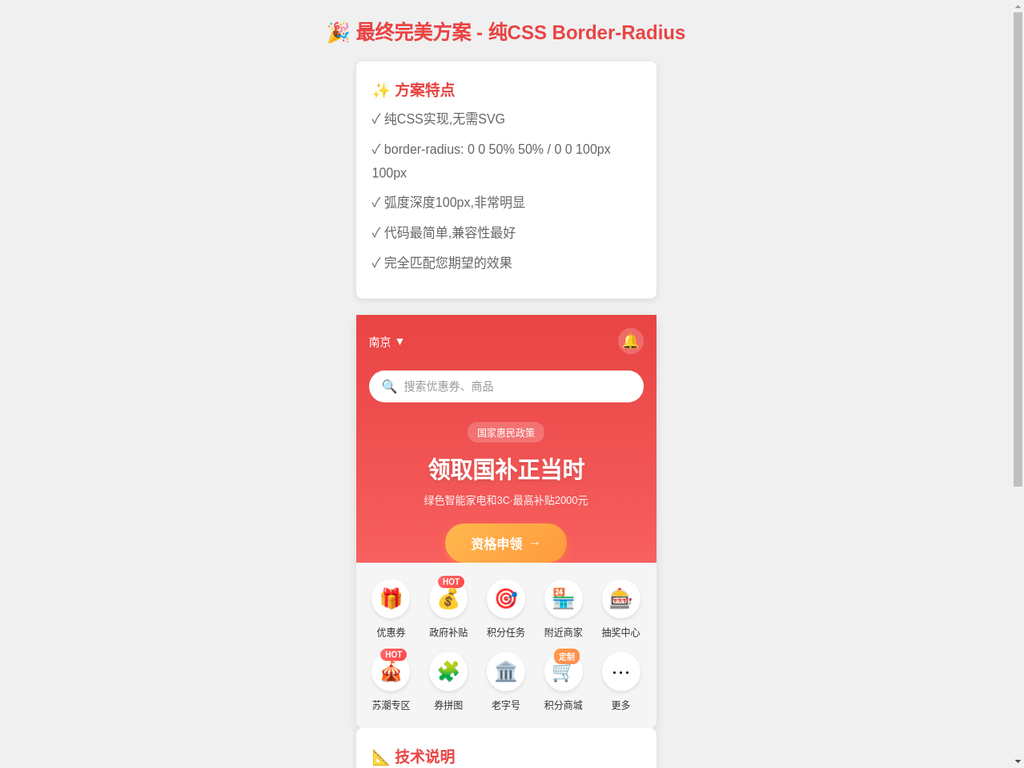 🎉 最终完美方案 - 纯CSS Border-Radius
✨ 方案特点
✓ 纯CSS实现,无需SVG
✓ border-radius: 0 0 50% 50% / 0 0 100px
100px
✓ 弧度深度100px,非常明显
✓ 代码最简单,兼容性最好
✓ 完全匹配您期望的效果
南京 ▼
🔍 搜索优惠券、商品
国家惠民政策
领取国补正当时
绿色智能家电和3C·最高补贴2000元
资格申领 →
HOT
优惠券 政府补贴 积分任务 附近商家 抽奖中心
HOT 定制
苏潮专区 券拼图 老字号 积分商城 更多
📐 技术说明